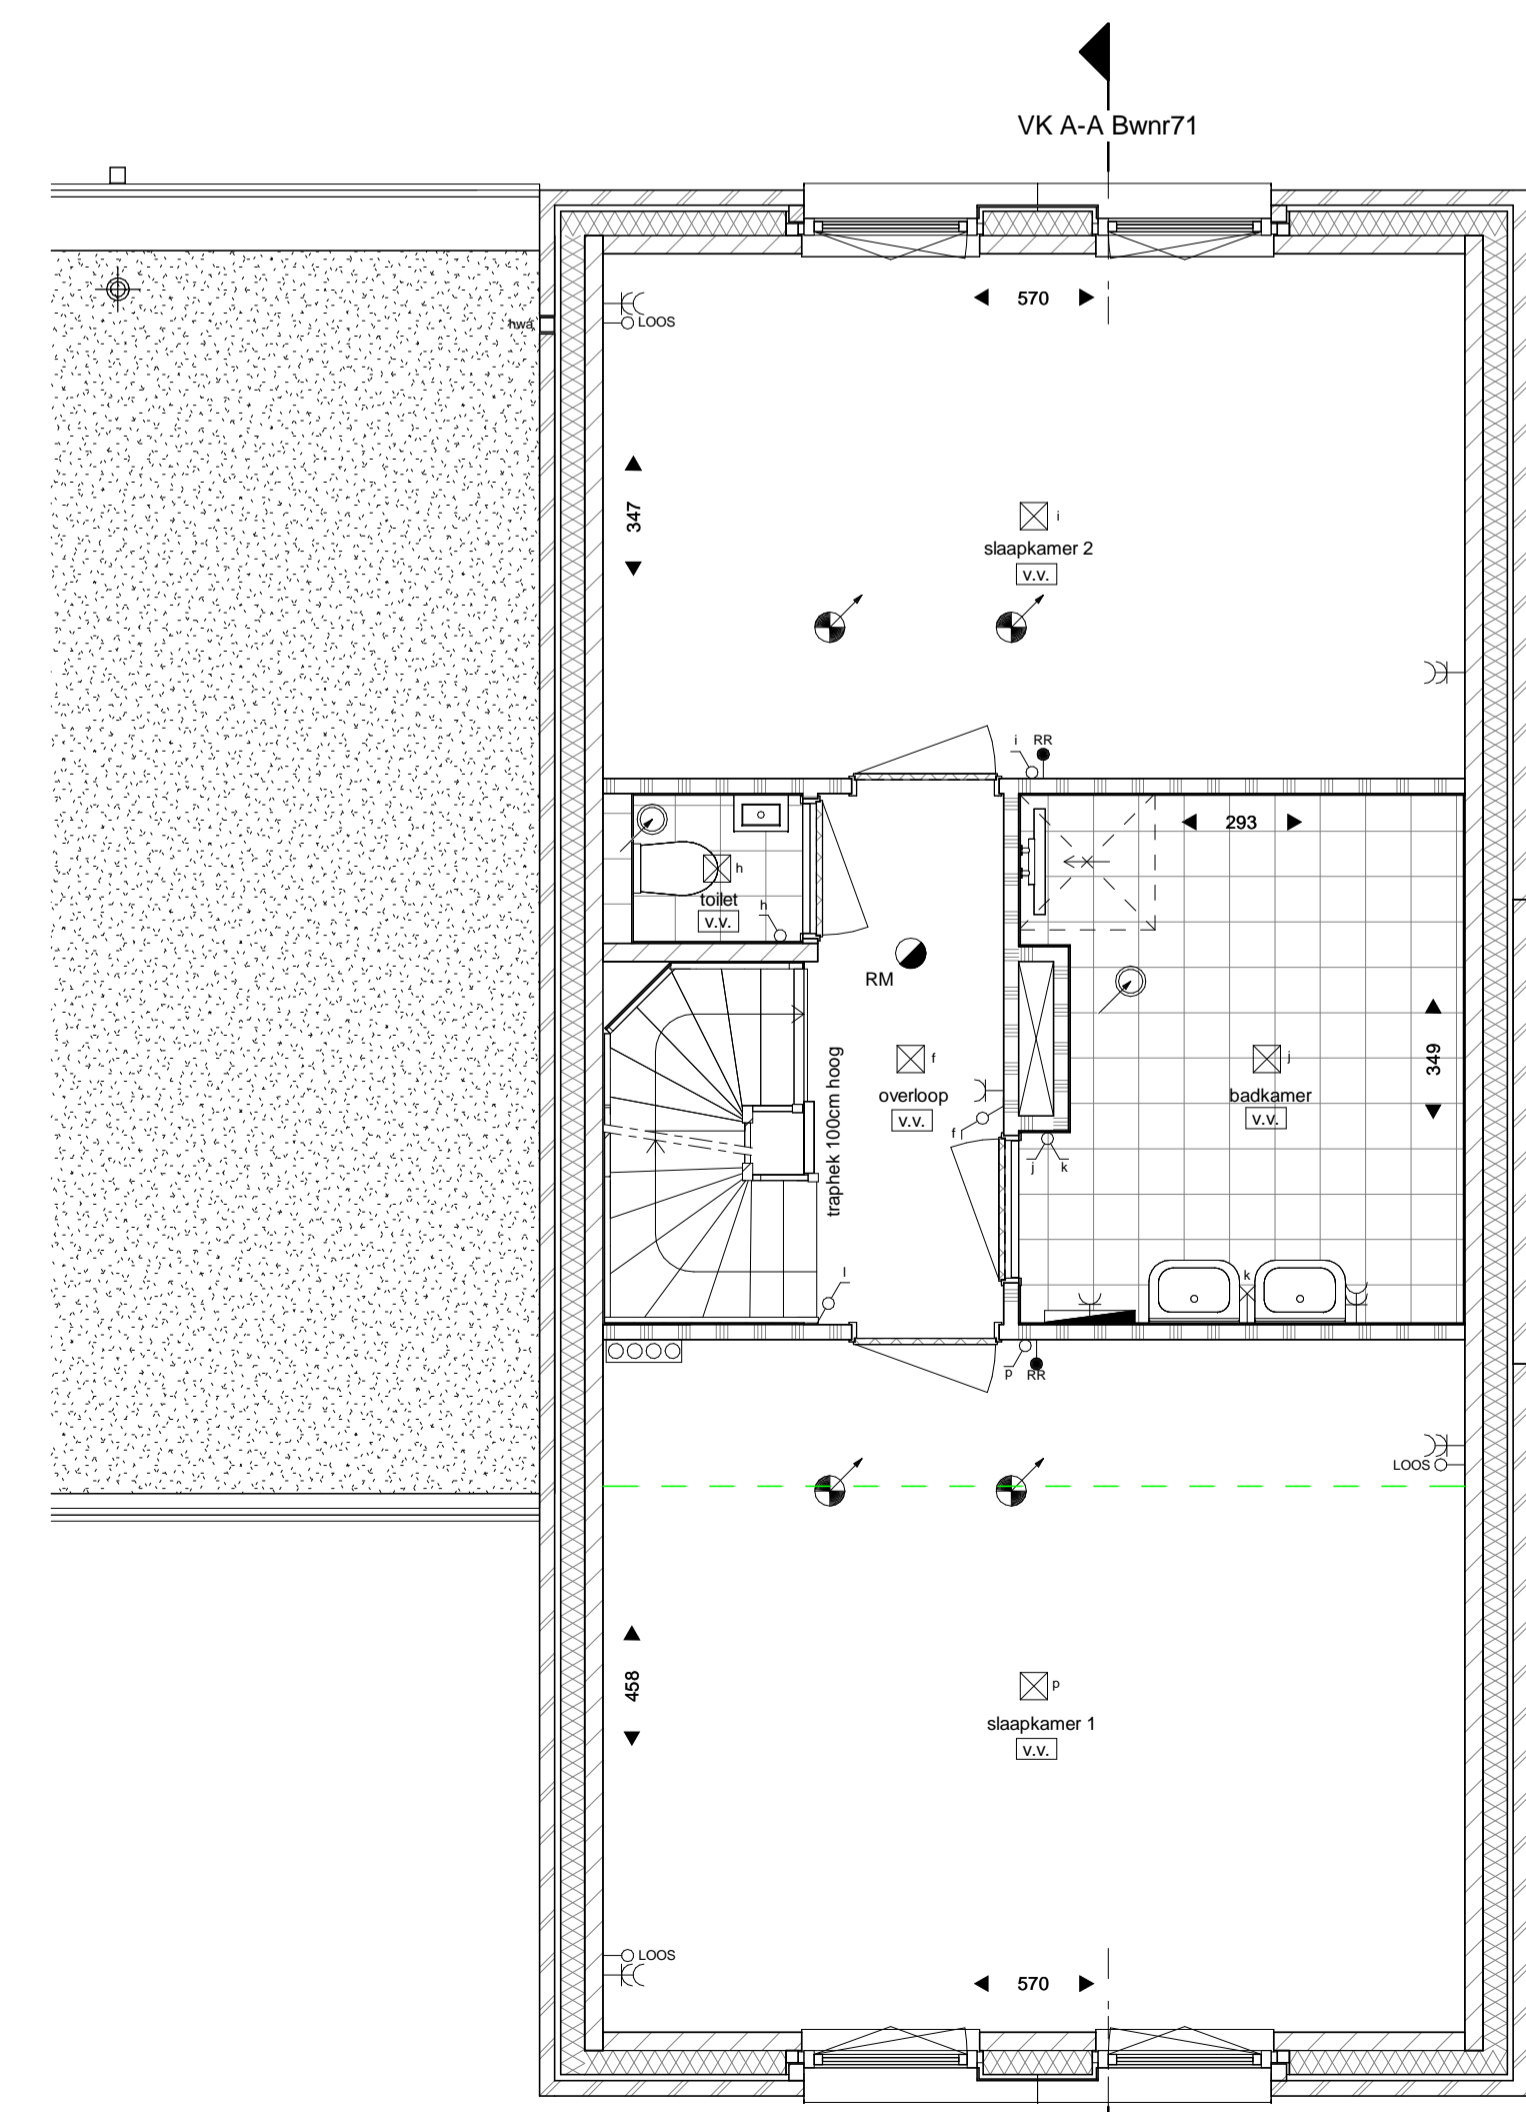 VK A-A Bwnr71
570
LOOS
hwa
347
i
slaapkamer 2
v.v.
i
RR
293
h
toilet
v.v.
h
RM
traphek 100cm hoog
f
overloop
v.v.
f
349
j
badkamer
v.v.
j
k
k
l
p
RR
LOOS
458
p
slaapkamer 1
v.v.
LOOS
570